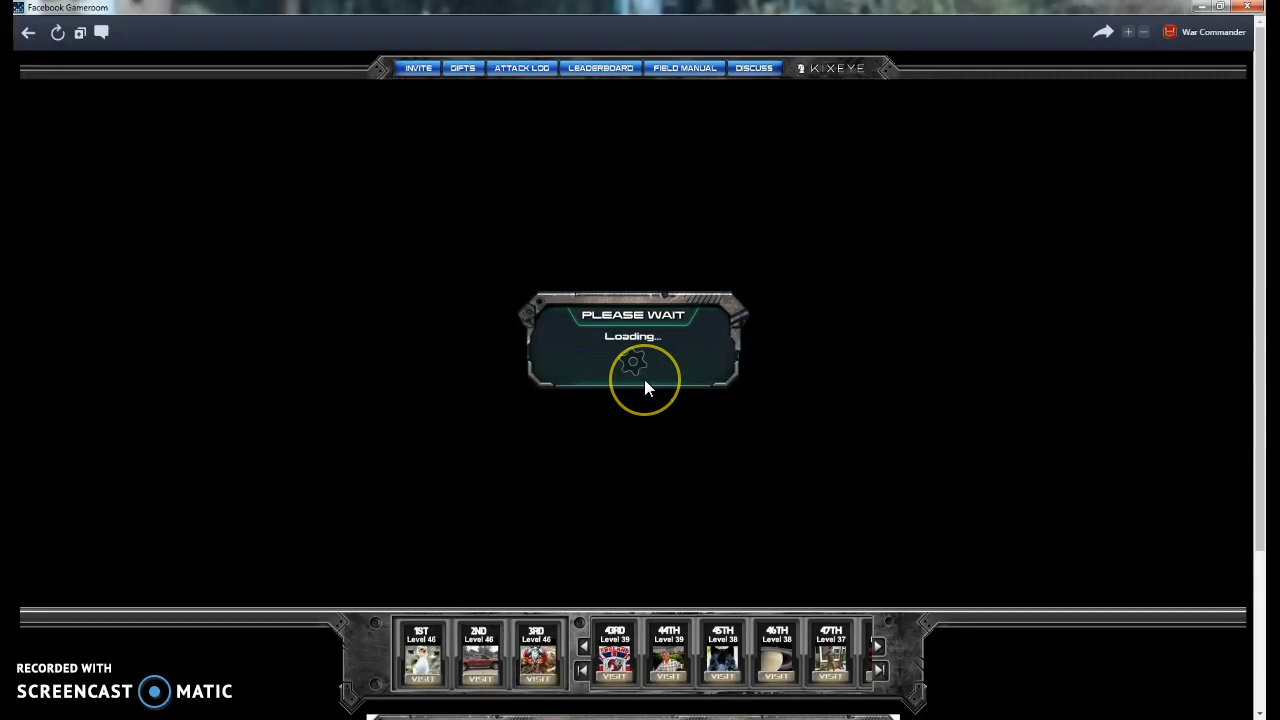 Facebook Gameroom
War Commander
INVITE GIFTS ATTACK LOG LEADERBOARD FIELD MANUAL DISCUSS KIXEYE
PLEASE WAIT
Loading...
1ST 2ND 3RD 43RD 44TH 45TH 46TH 47TH
Level 46 Level 46 Level 46 Level 39 Level 39 Level 38 Level 38 Level 37
VISIT VISIT VISIT VISIT VISIT VISIT VISIT VISIT
RECORDED WITH
SCREENCAST MATIC